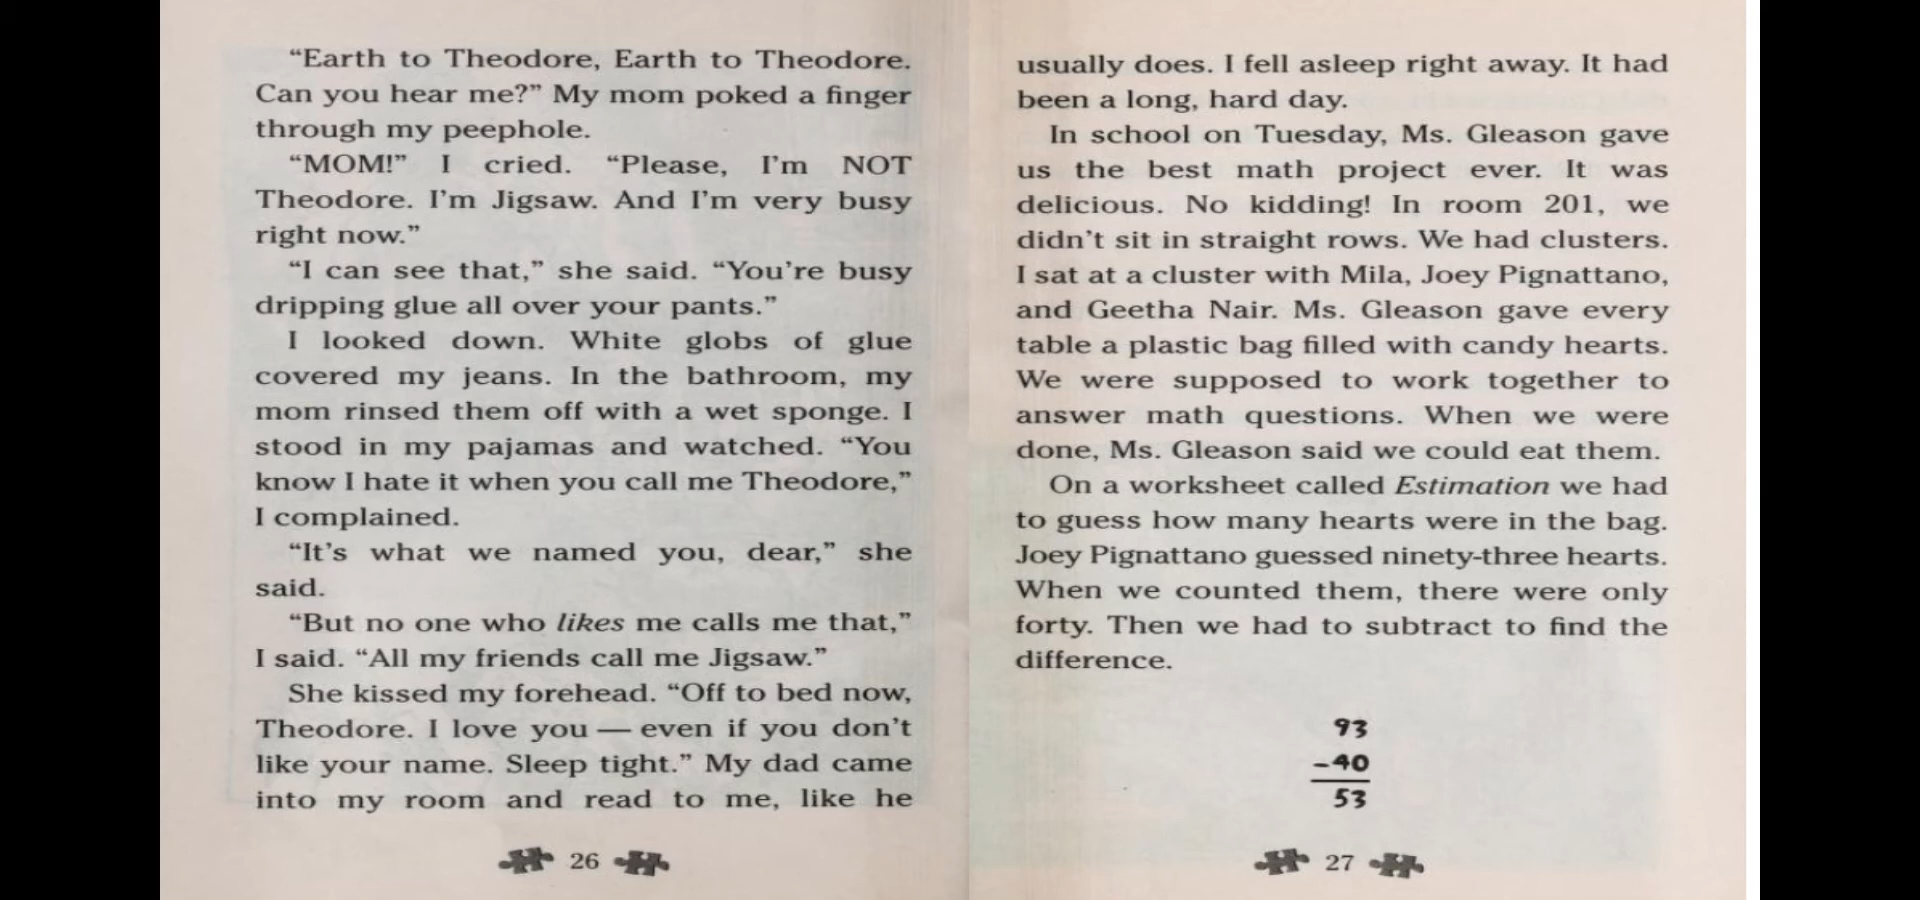 “Earth to Theodore, Earth to Theodore.
Can you hear me?” My mom poked a finger
through my peephole.
“MOM!” I cried. “Please, I’m NOT
Theodore. I’m Jigsaw. And I’m very busy
right now.”
“I can see that,” she said. “You’re busy
dripping glue all over your pants.”
I looked down. White globs of glue
covered my jeans. In the bathroom, my
mom rinsed them off with a wet sponge. I
stood in my pajamas and watched. “You
know I hate it when you call me Theodore,”
I complained.
“It’s what we named you, dear,” she
said.
“But no one who likes me calls me that,”
I said. “All my friends call me Jigsaw.”
She kissed my forehead. “Off to bed now,
Theodore. I love you — even if you don’t
like your name. Sleep tight.” My dad came
into my room and read to me, like he
26
usually does. I fell asleep right away. It had
been a long, hard day.
In school on Tuesday, Ms. Gleason gave
us the best math project ever. It was
delicious. No kidding! In room 201, we
didn’t sit in straight rows. We had clusters.
I sat at a cluster with Mila, Joey Pignattano,
and Geetha Nair. Ms. Gleason gave every
table a plastic bag filled with candy hearts.
We were supposed to work together to
answer math questions. When we were
done, Ms. Gleason said we could eat them.
On a worksheet called Estimation we had
to guess how many hearts were in the bag.
Joey Pignattano guessed ninety-three hearts.
When we counted them, there were only
forty. Then we had to subtract to find the
difference.
93
-40
53
27